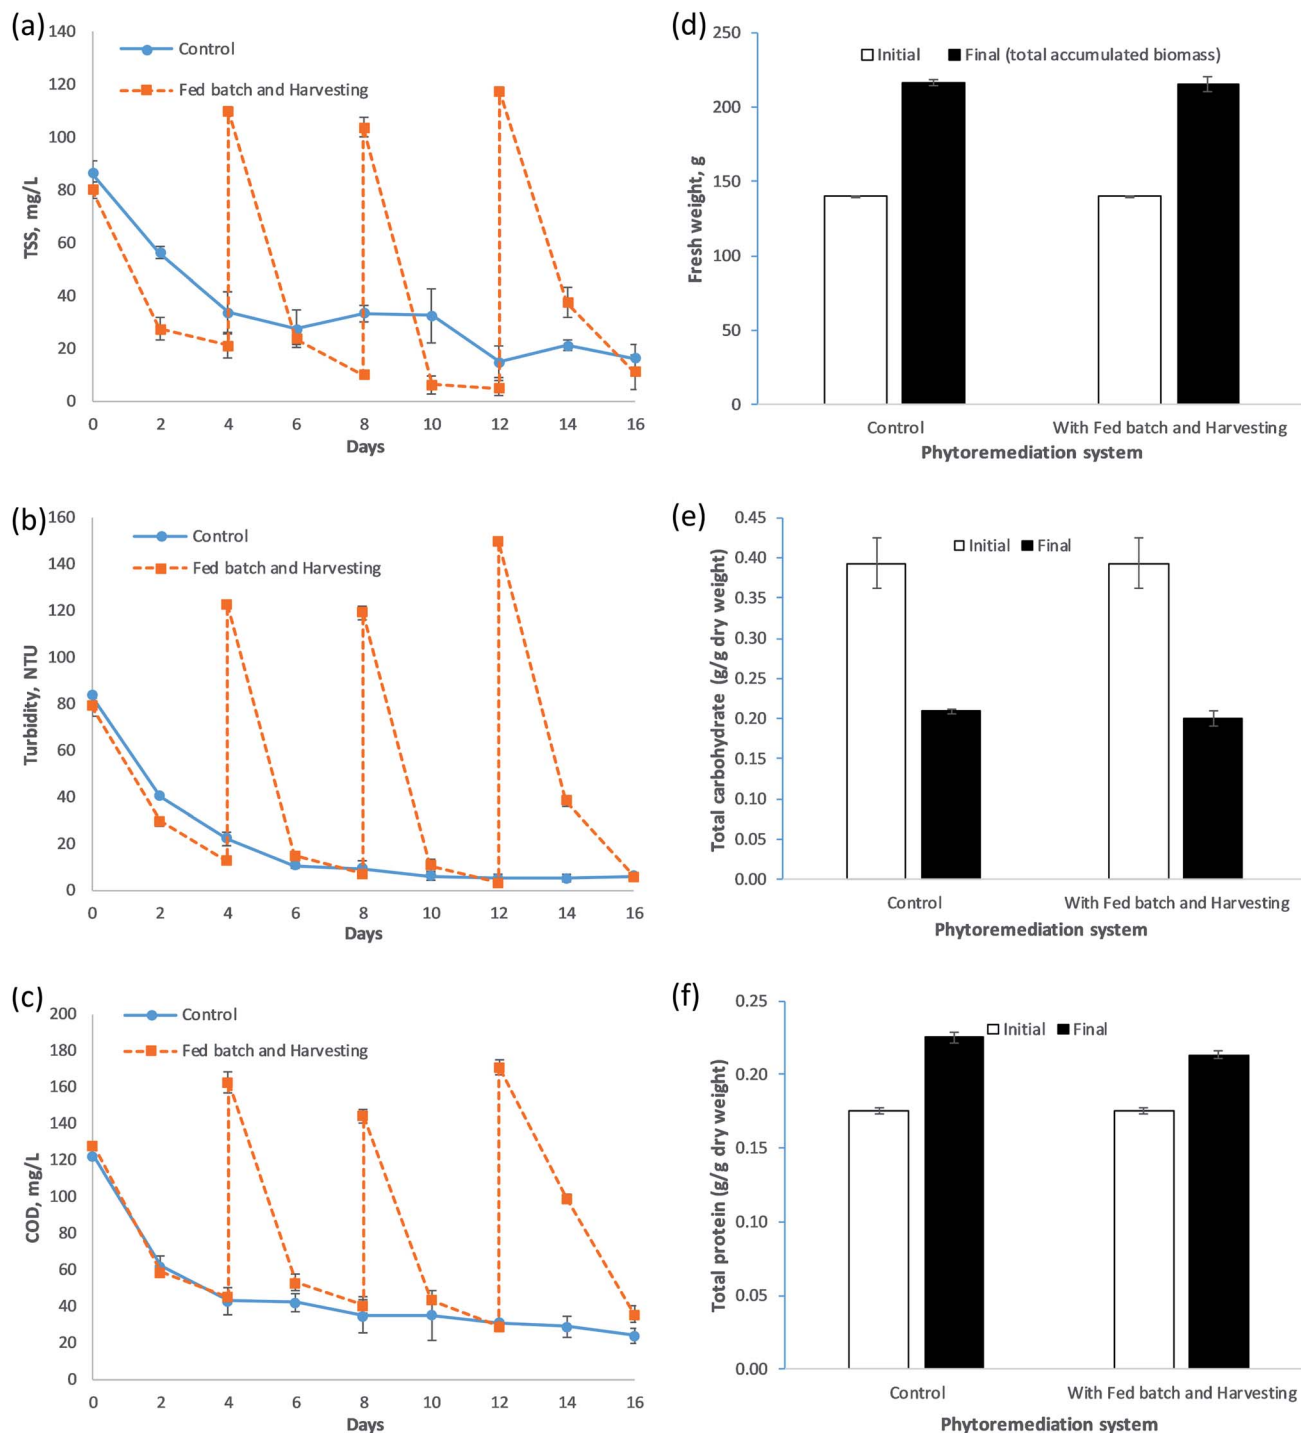 (a)
140
120
100
80
60
40
20
0
TSS, mg/L
Control
Fed batch and Harvesting
0 2 4 6 8 10 12 14 16
Days
(d)
250
200
150
100
50
0
Fresh weight, g
Initial Final (total accumulated biomass)
Control With Fed batch and Harvesting
Phytoremediation system
(b)
160
140
120
100
80
60
40
20
0
Turbidity, NTU
Control
Fed batch and Harvesting
0 2 4 6 8 10 12 14 16
Days
(e)
0.45
0.40
0.35
0.30
0.25
0.20
0.15
0.10
0.05
0.00
Total carbohydrate (g/g dry weight)
Initial Final
Control With Fed batch and Harvesting
Phytoremediation system
(c)
200
180
160
140
120
100
80
60
40
20
0
COD, mg/L
Control
Fed batch and Harvesting
0 2 4 6 8 10 12 14 16
Days
(f)
0.25
0.20
0.15
0.10
0.05
0.00
Total protein (g/g dry weight)
Initial Final
Control With Fed batch and Harvesting
Phytoremediation system